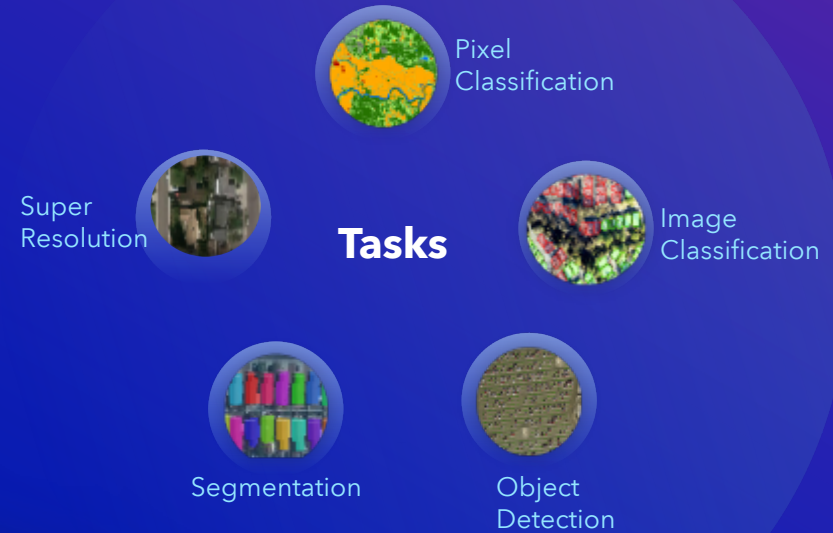 Pixel
Classification
Super
Resolution
Tasks
Image
Classification
Segmentation
Object
Detection